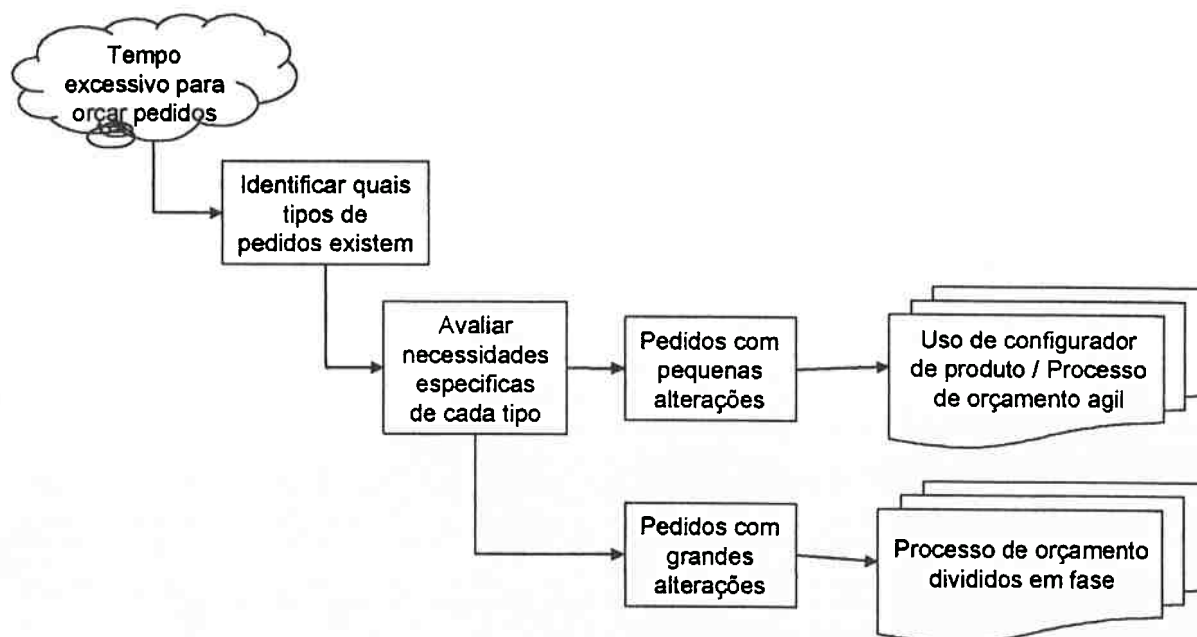 Tempo
excessivo para
orçar pedidos
Identificar quais
tipos de
pedidos existem
Avaliar
necessidades
especificas
de cada tipo
Pedidos com
pequenas
alterações
Uso de configurador
de produto / Processo
de orçamento agil
Pedidos com
grandes
alterações
Processo de orçamento
divididos em fase